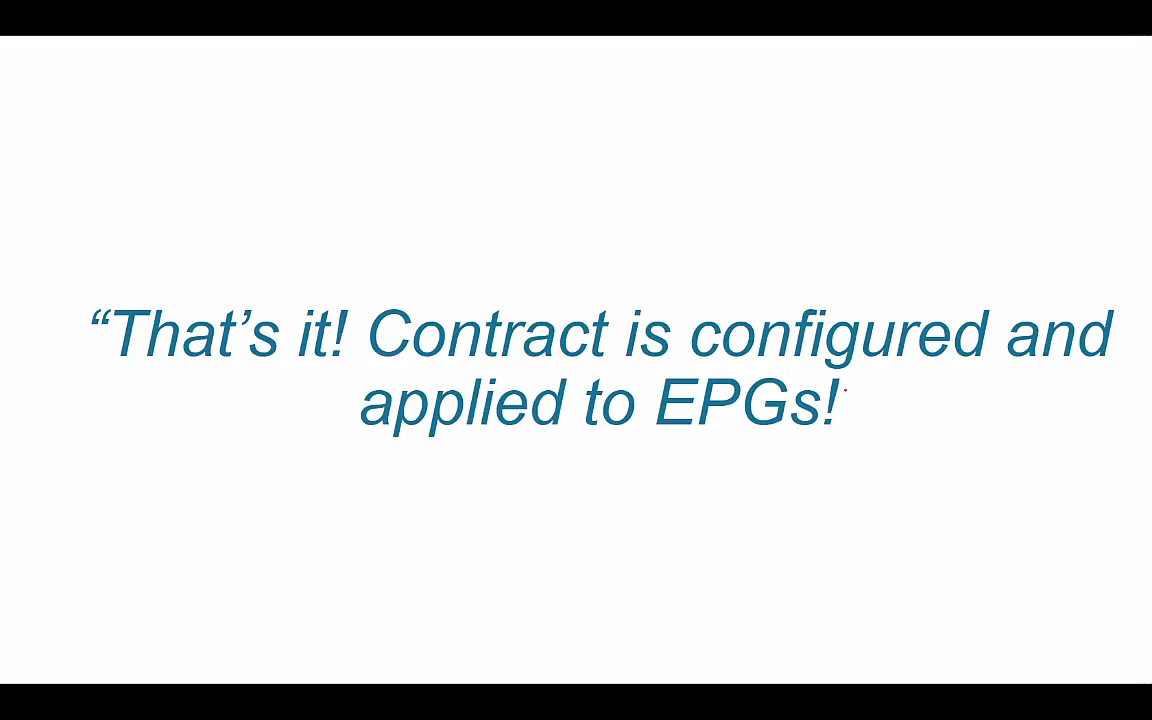 “That’s it! Contract is configured and
applied to EPGs!